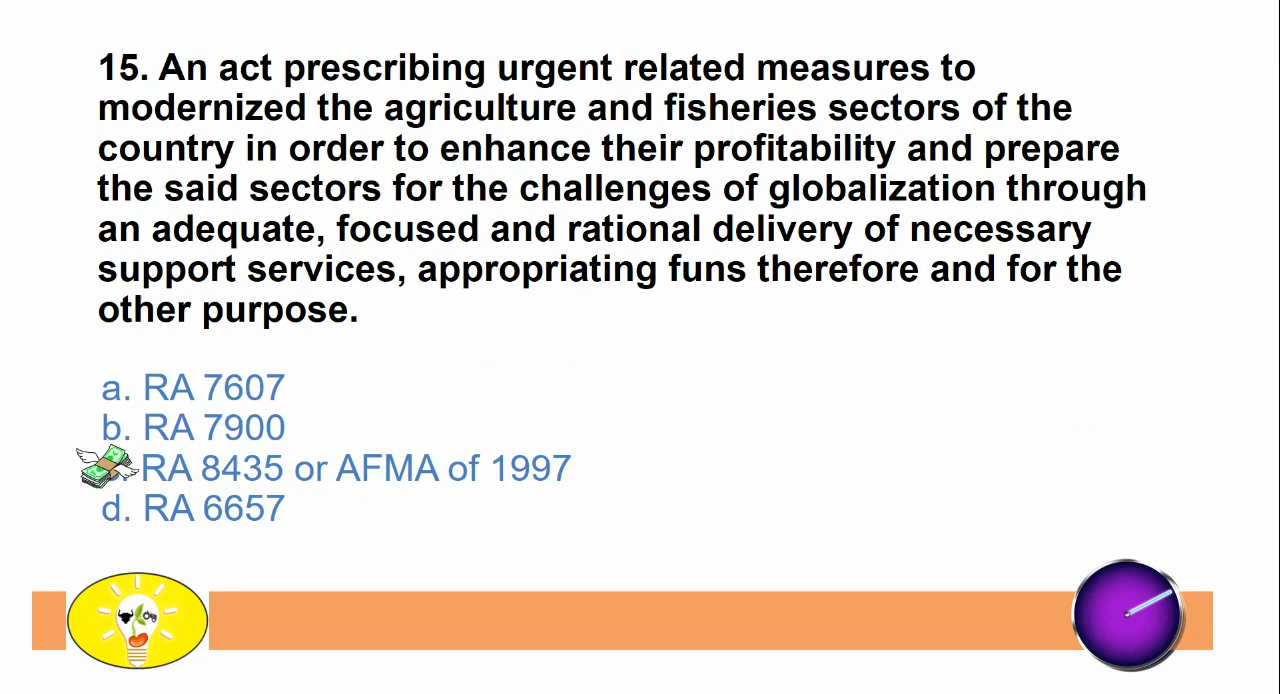 15. An act prescribing urgent related measures to
modernized the agriculture and fisheries sectors of the
country in order to enhance their profitability and prepare
the said sectors for the challenges of globalization through
an adequate, focused and rational delivery of necessary
support services, appropriating funs therefore and for the
other purpose.
a. RA 7607
b. RA 7900
RA 8435 or AFMA of 1997
d. RA 6657